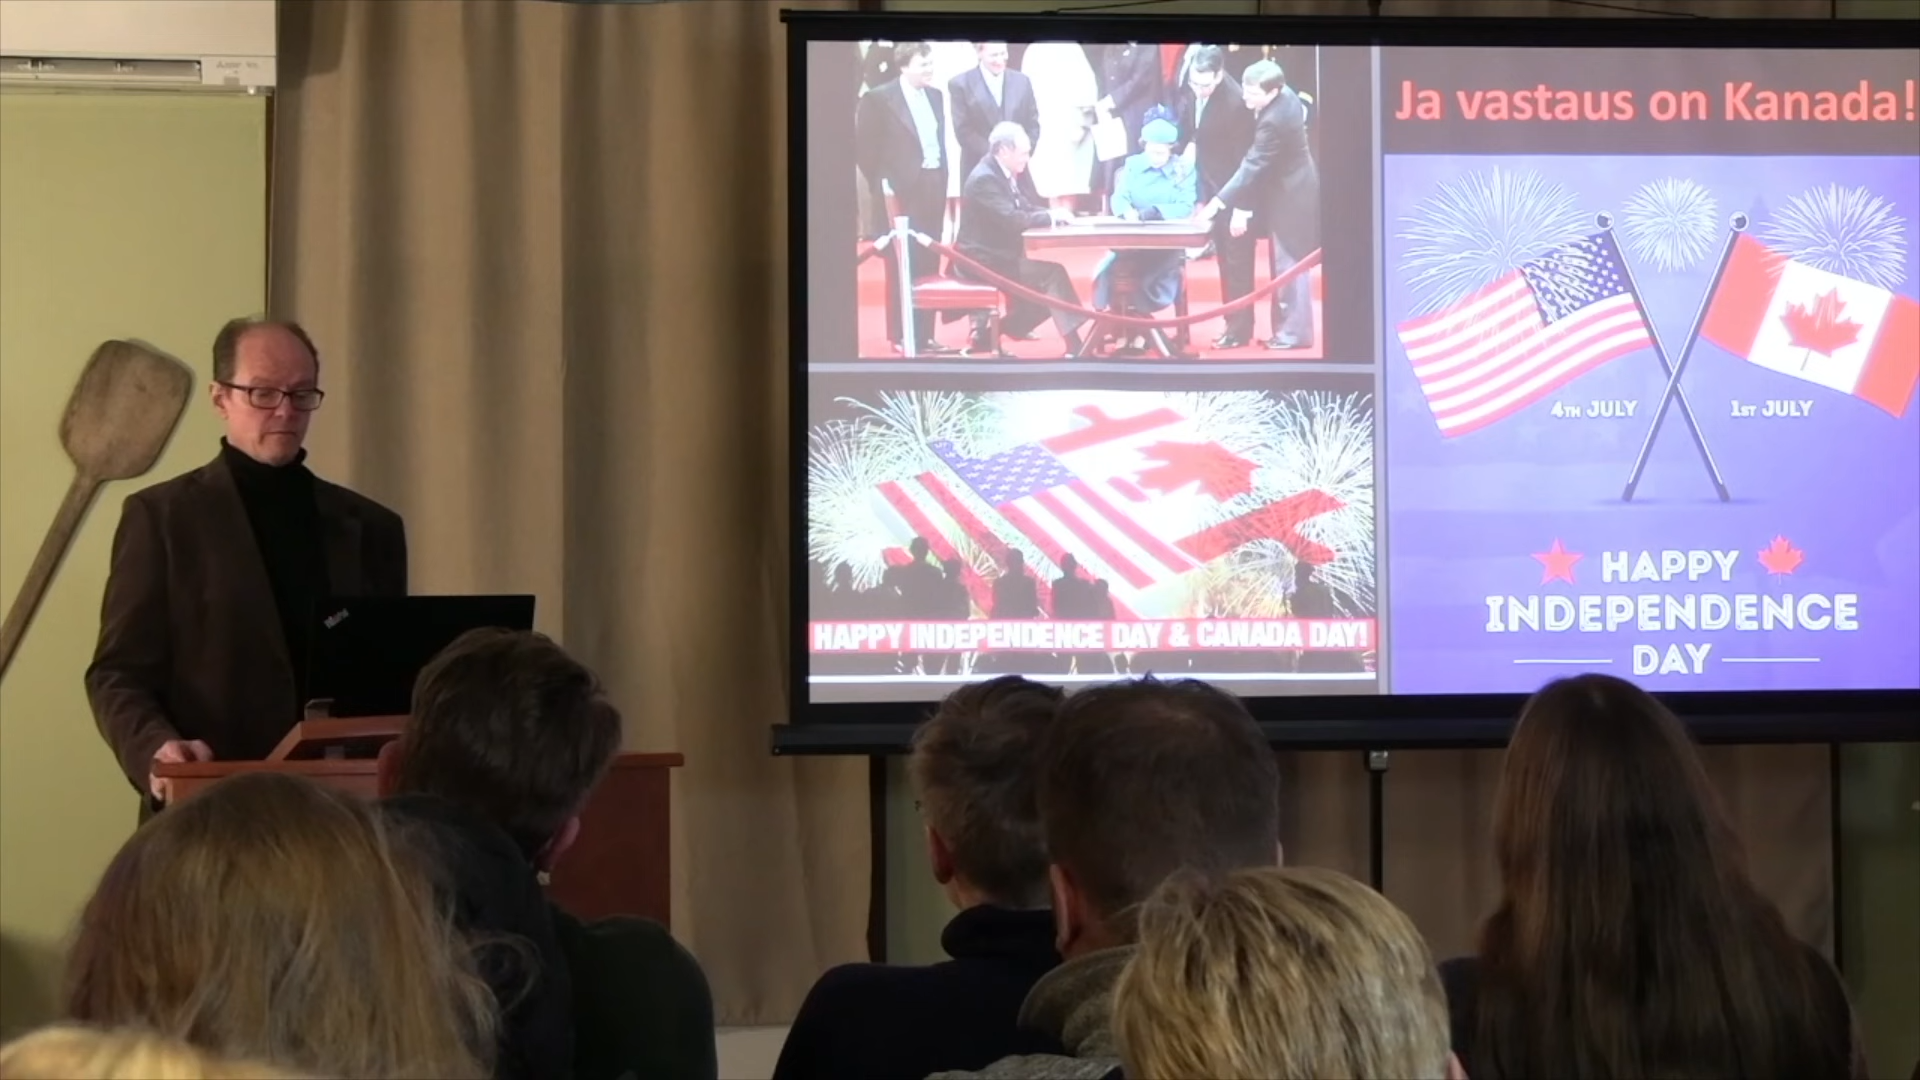 Ja vastaus on Kanada!
4TH JULY
1ST JULY
HAPPY INDEPENDENCE DAY & CANADA DAY!
HAPPY
INDEPENDENCE
DAY